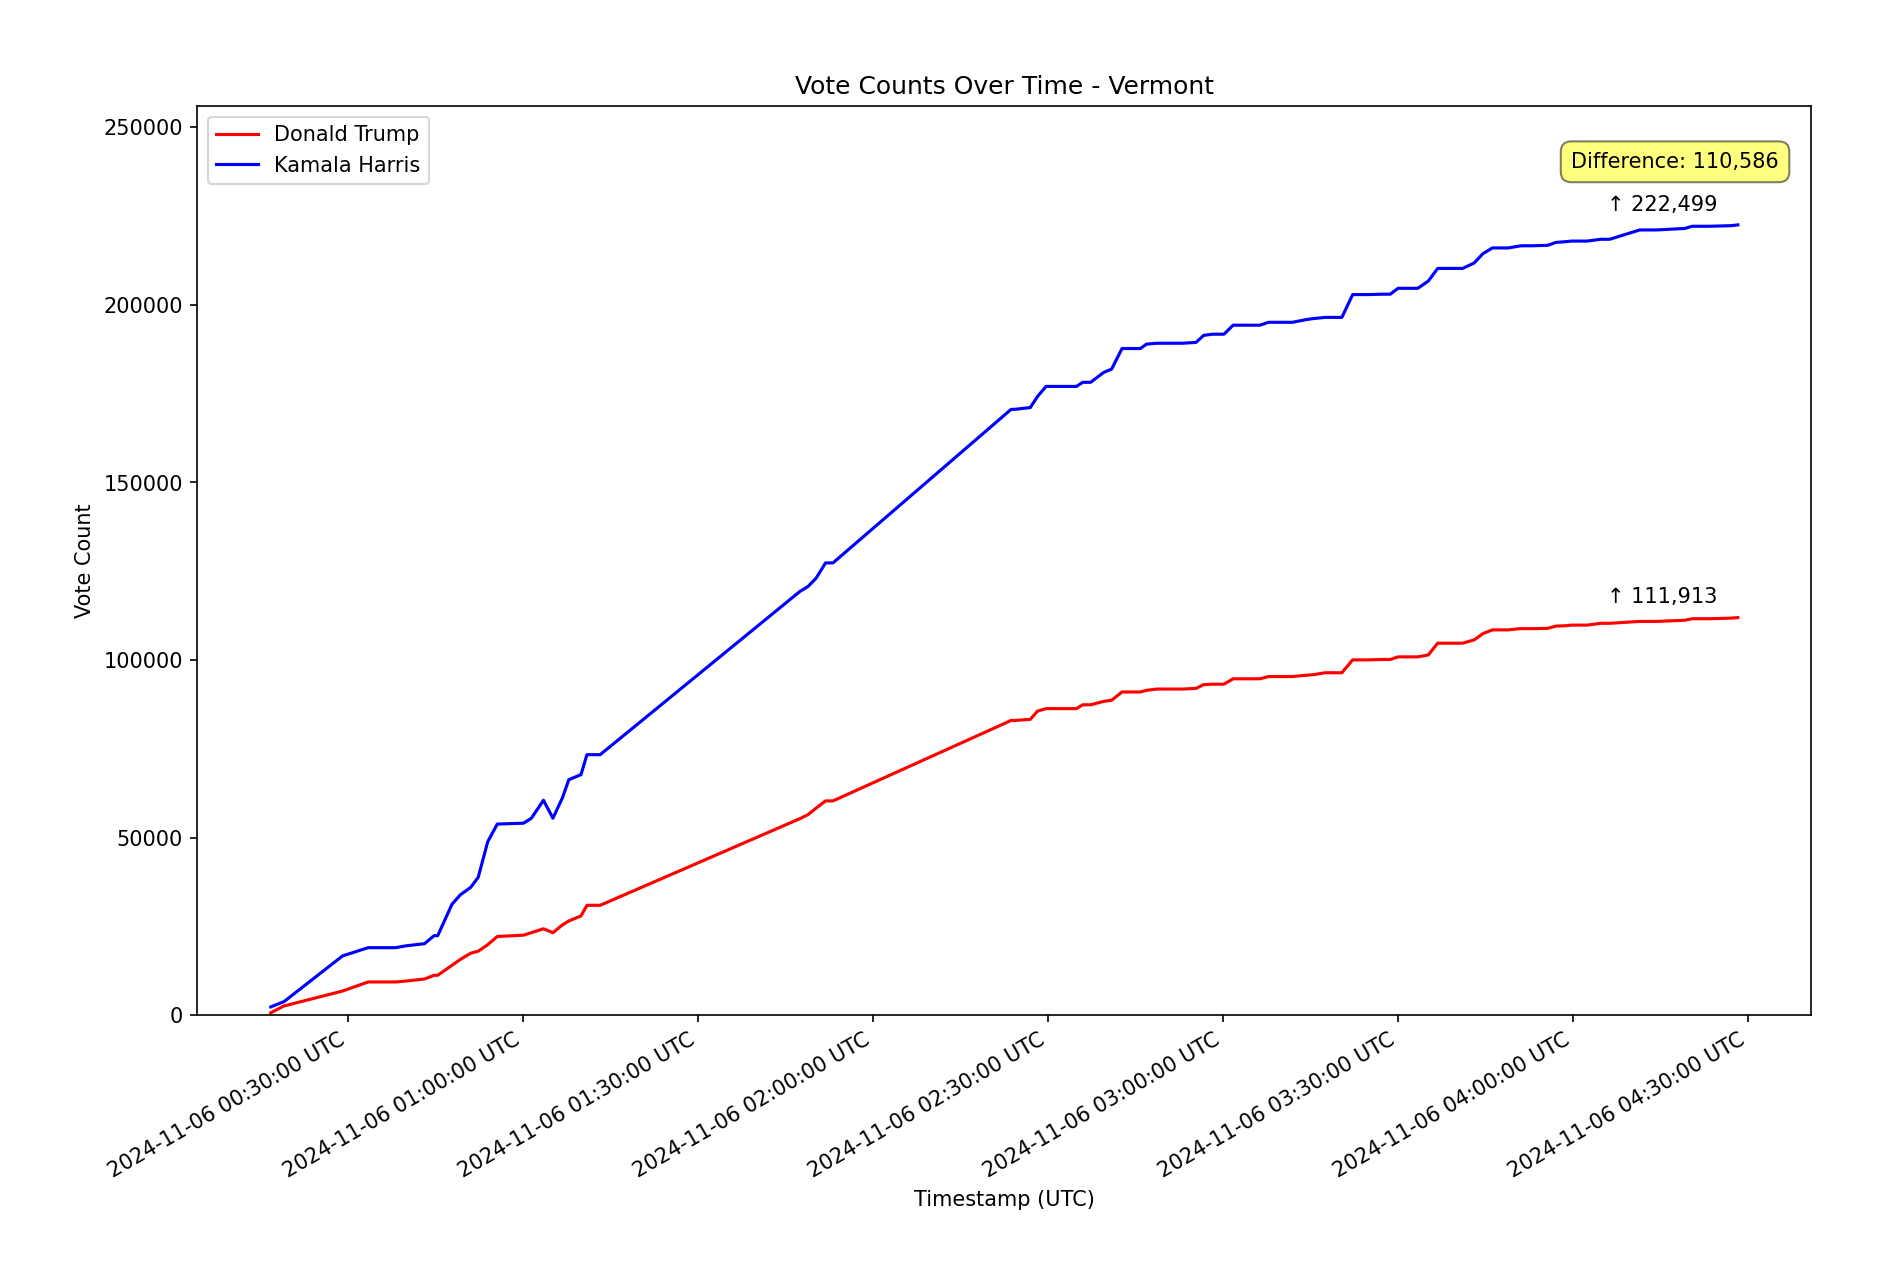 Vote Counts Over Time - Vermont
250000
200000
150000
100000
50000
0
Vote Count
Donald Trump
Kamala Harris
Difference: 110,586
↑ 222,499
↑ 111,913
2024-11-06 00:30:00 UTC
2024-11-06 01:00:00 UTC
2024-11-06 01:30:00 UTC
2024-11-06 02:00:00 UTC
2024-11-06 02:30:00 UTC
2024-11-06 03:00:00 UTC
2024-11-06 03:30:00 UTC
2024-11-06 04:00:00 UTC
2024-11-06 04:30:00 UTC
Timestamp (UTC)